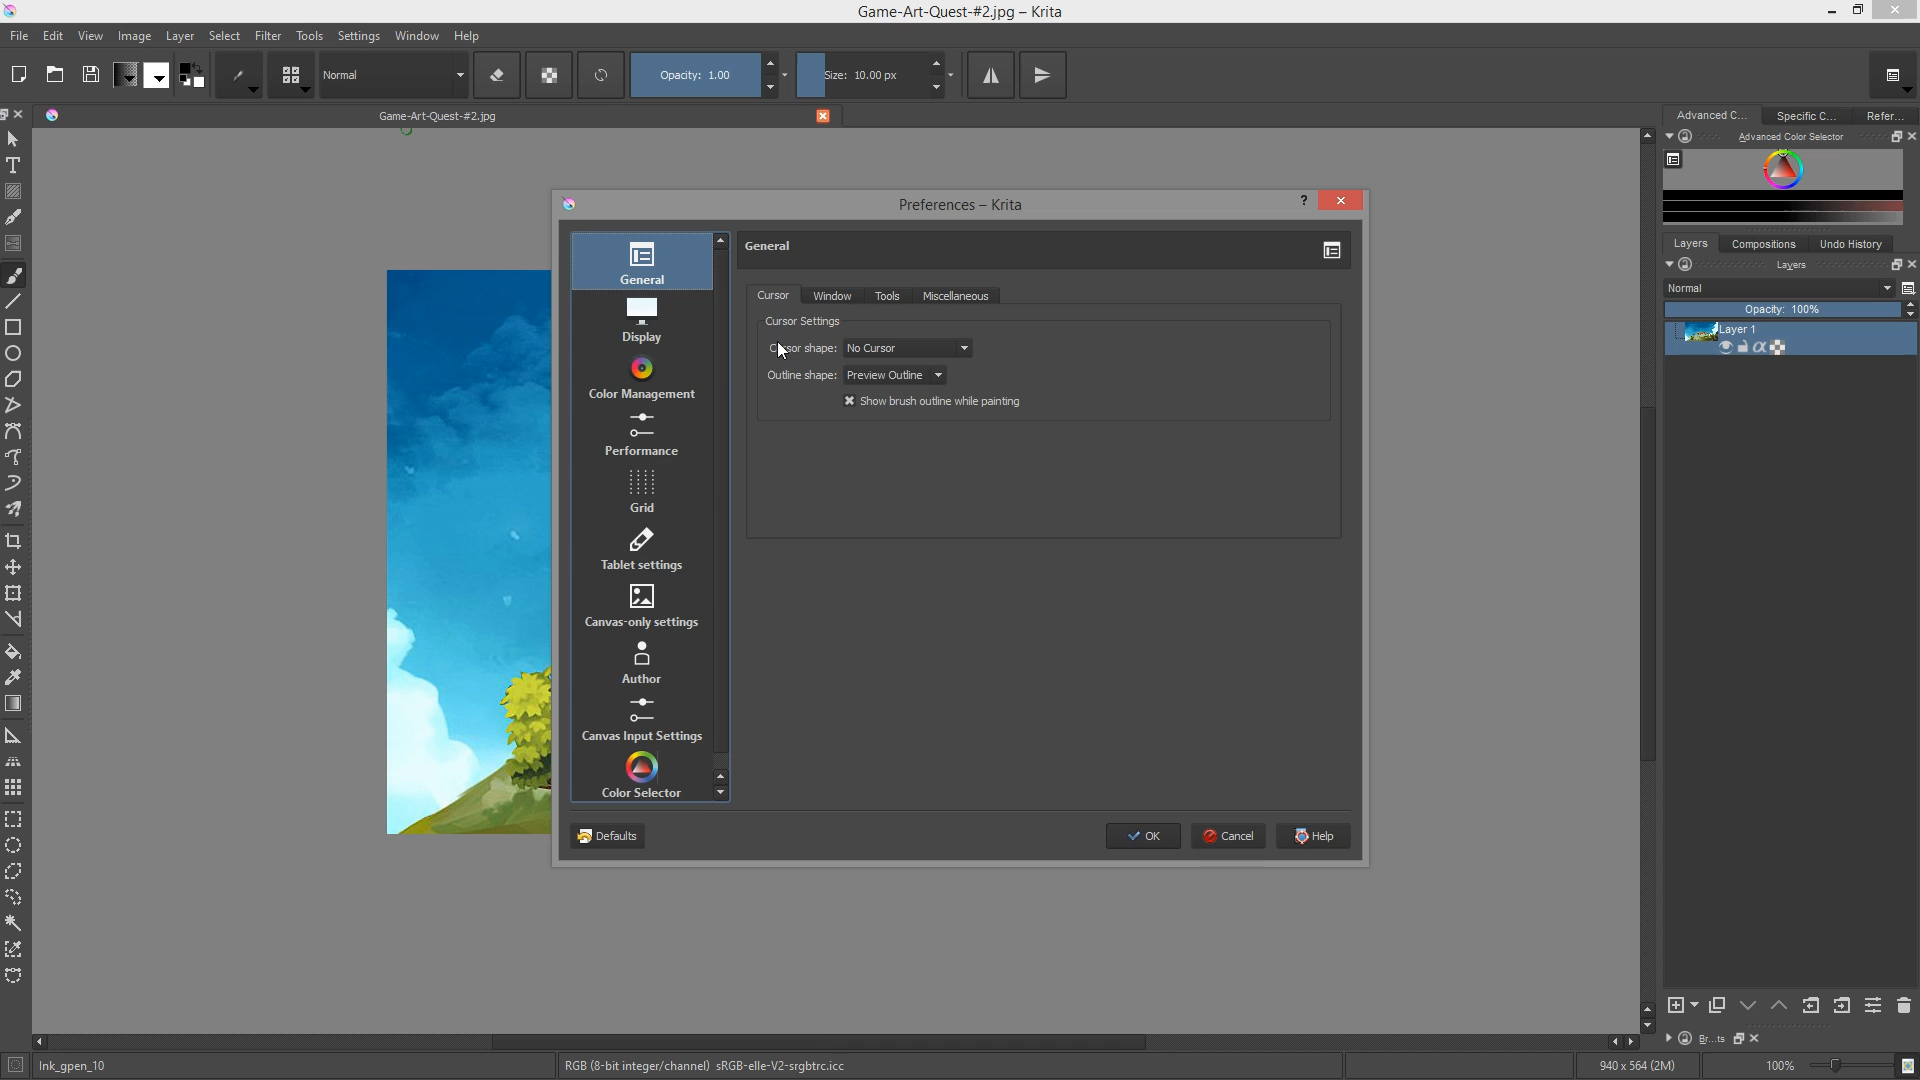 Game-Art-Quest-#2.jpg – Krita
File Edit View Image Layer Select Filter Tools Settings Window Help
Normal Opacity: 1.00 Size: 10.00 px
Game-Art-Quest-#2.jpg
Advanced C... Specific C... Refer...
Advanced Color Selector
Layers Compositions Undo History
Layers
Normal
Opacity: 100%
Layer 1
Preferences – Krita
?
General
Display
Color Management
Performance
Grid
Tablet settings
Canvas-only settings
Author
Canvas Input Settings
Color Selector
General
Cursor Window Tools Miscellaneous
Cursor Settings
Cursor shape: No Cursor
Outline shape: Preview Outline
Show brush outline while painting
Defaults OK Cancel Help
Br...ts
Ink_gpen_10 RGB (8-bit integer/channel) sRGB-elle-V2-srgbtrc.icc 940 x 564 (2M) 100%